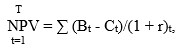 T
NPV = ∑ (Bt - Ct)/(1 + r)t,
t=1